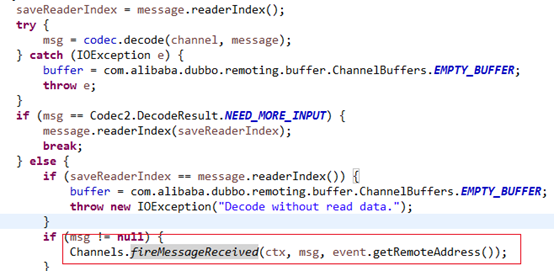 saveReaderIndex = message.readerIndex();
try {
msg = codec.decode(channel, message);
} catch (IOException e) {
buffer = com.alibaba.dubbo.remoting.buffer.ChannelBuffers.EMPTY_BUFFER;
throw e;
}
if (msg == Codec2.DecodeResult.NEED_MORE_INPUT) {
message.readerIndex(saveReaderIndex);
break;
} else {
if (saveReaderIndex == message.readerIndex()) {
buffer = com.alibaba.dubbo.remoting.buffer.ChannelBuffers.EMPTY_BUFFER;
throw new IOException("Decode without read data.");
}
if (msg != null) {
Channels.fireMessageReceived(ctx, msg, event.getRemoteAddress());
}